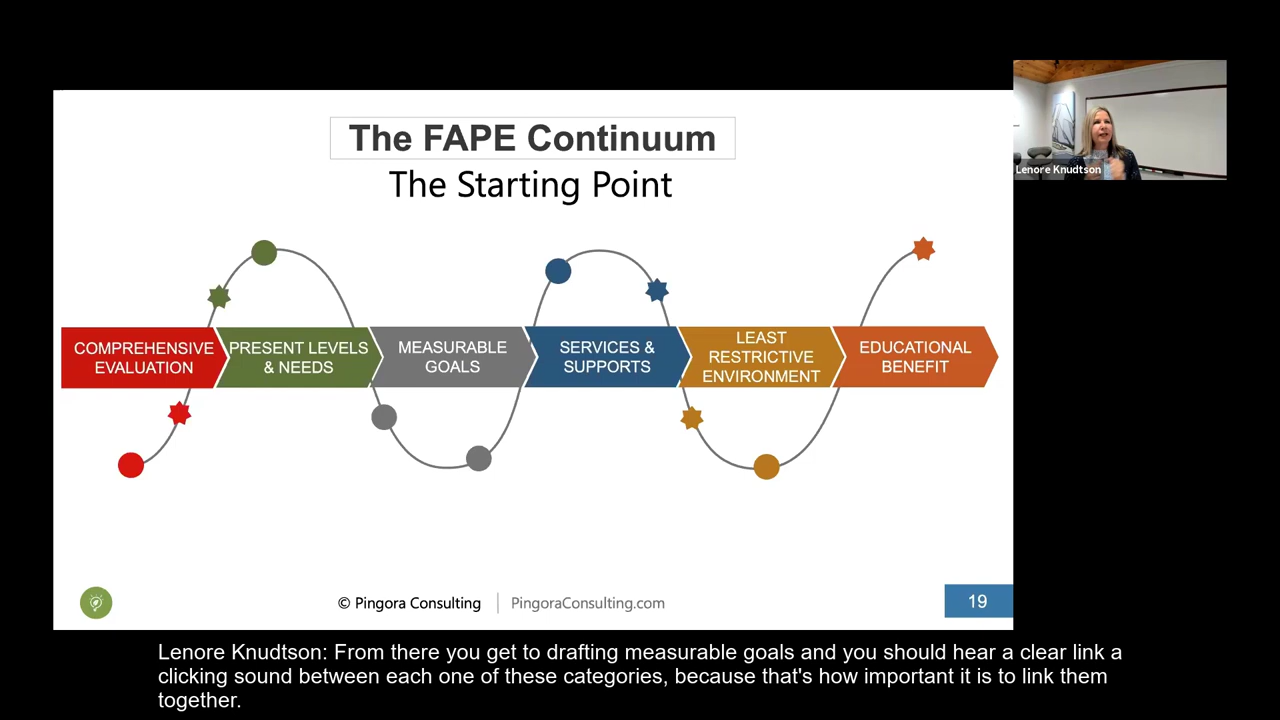 The FAPE Continuum
The Starting Point
Lenore Knudtson
COMPREHENSIVE
EVALUATION
PRESENT LEVELS
& NEEDS
MEASURABLE
GOALS
SERVICES &
SUPPORTS
LEAST
RESTRICTIVE
ENVIRONMENT
EDUCATIONAL
BENEFIT
© Pingora Consulting
PingoraConsulting.com
19
Lenore Knudtson: From there you get to drafting measurable goals and you should hear a clear link a
clicking sound between each one of these categories, because that's how important it is to link them
together.